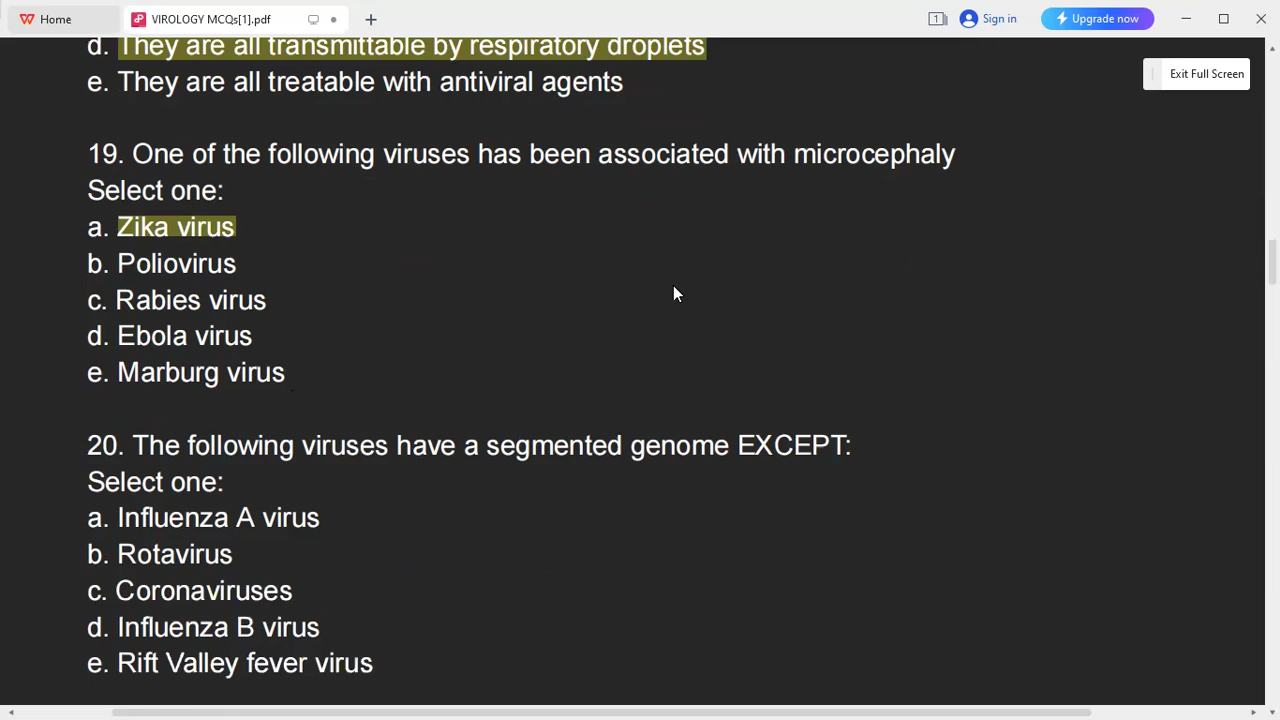 Home
VIROLOGY MCQs[1].pdf
1
Sign in
Upgrade now
Exit Full Screen
d. They are all transmittable by respiratory droplets
e. They are all treatable with antiviral agents
19. One of the following viruses has been associated with microcephaly
Select one:
a. Zika virus
b. Poliovirus
c. Rabies virus
d. Ebola virus
e. Marburg virus
20. The following viruses have a segmented genome EXCEPT:
Select one:
a. Influenza A virus
b. Rotavirus
c. Coronaviruses
d. Influenza B virus
e. Rift Valley fever virus